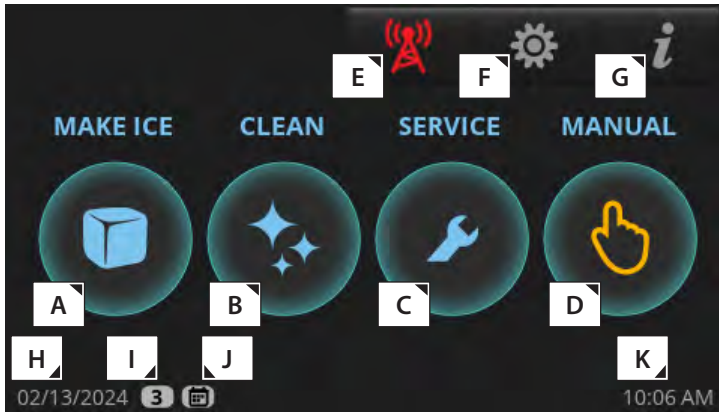 E F G
MAKE ICE CLEAN SERVICE MANUAL
A B C D
H I J K
02/13/2024 3 10:06 AM